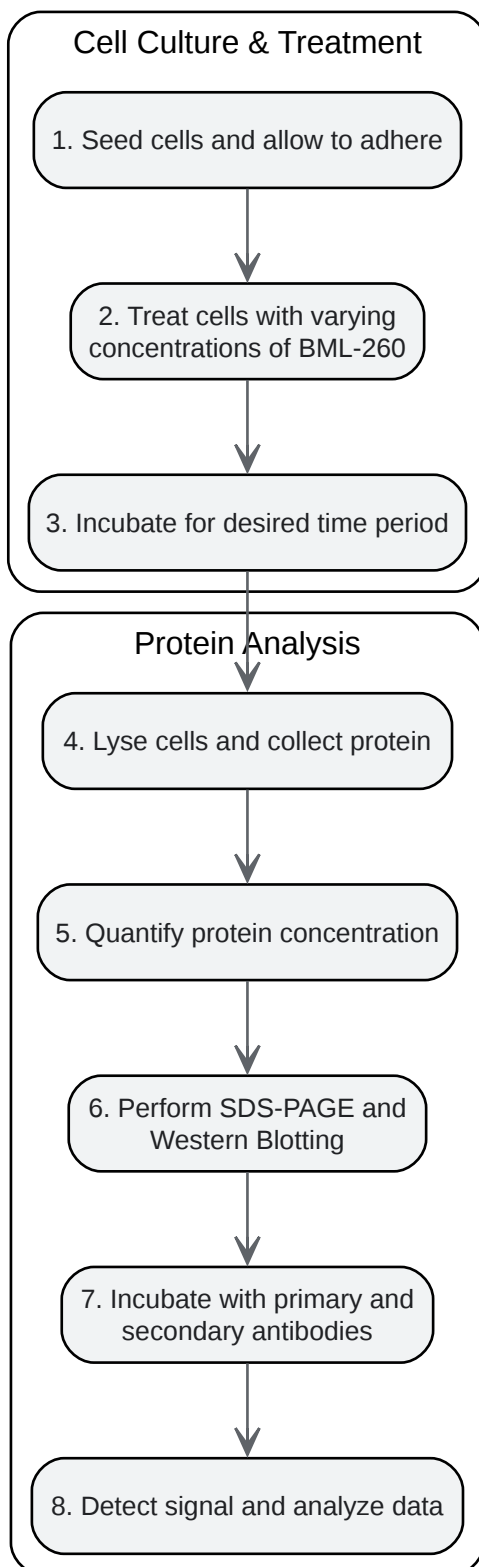 Cell Culture & Treatment
1. Seed cells and allow to adhere
2. Treat cells with varying
concentrations of BML-260
3. Incubate for desired time period
Protein Analysis
4. Lyse cells and collect protein
5. Quantify protein concentration
6. Perform SDS-PAGE and
Western Blotting
7. Incubate with primary and
secondary antibodies
8. Detect signal and analyze data